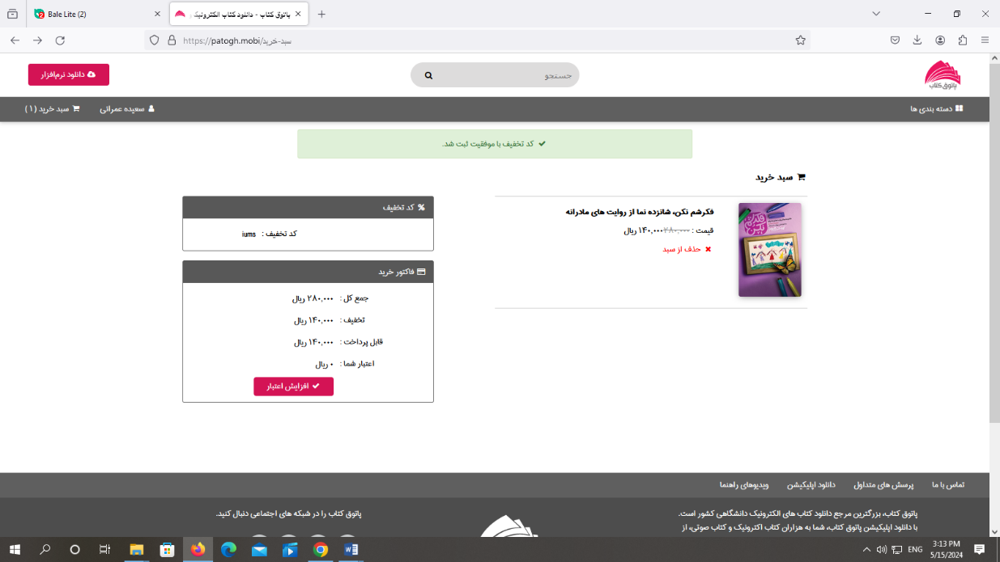 Bale Lite (2)
پاتوق کتاب - دانلود کتاب الکترونیک
https://patogh.mobi/سبد-خرید
دانلود نرم‌افزار
جستجو
پاتوق کتاب
دسته بندی ها
سعیده عمرانی
سبد خرید (۱)
کد تخفیف با موفقیت ثبت شد.
سبد خرید
فکرشم نکن، شانزده نما از روایت های مادرانه
قیمت : ۲۸۰,۰۰۰ ۱۴۰,۰۰۰ ریال
حذف از سبد
کد تخفیف
کد تخفیف : iums
فاکتور خرید
جمع کل : ۲۸۰,۰۰۰ ریال
تخفیف : ۱۴۰,۰۰۰ ریال
قابل پرداخت : ۱۴۰,۰۰۰ ریال
اعتبار شما : ۰ ریال
افزایش اعتبار
تماس با ما
پرسش های متداول
دانلود اپلیکیشن
ویدیوهای راهنما
پاتوق کتاب، بزرگترین مرجع دانلود کتاب های الکترونیک دانشگاهی کشور است.
با دانلود اپلیکیشن پاتوق کتاب، شما به هزاران کتاب اکترونیک و کتاب صوتی، از
پاتوق کتاب را در شبکه های اجتماعی دنبال کنید.
ENG
3:13 PM
5/15/2024